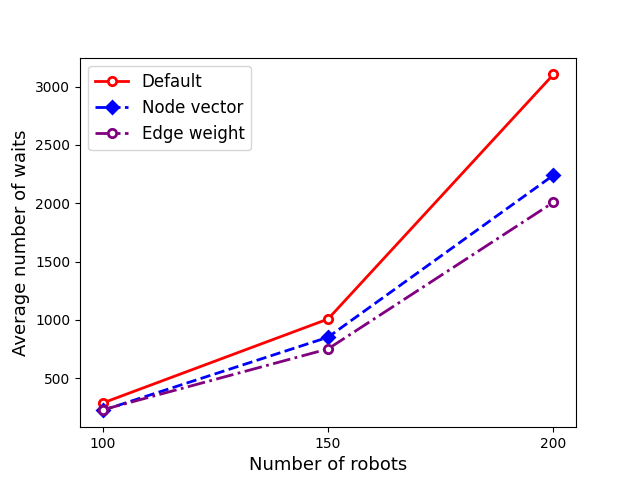 Default
Node vector
Edge weight
3000
2500
2000
1500
1000
500
Average number of waits
100 150 200
Number of robots